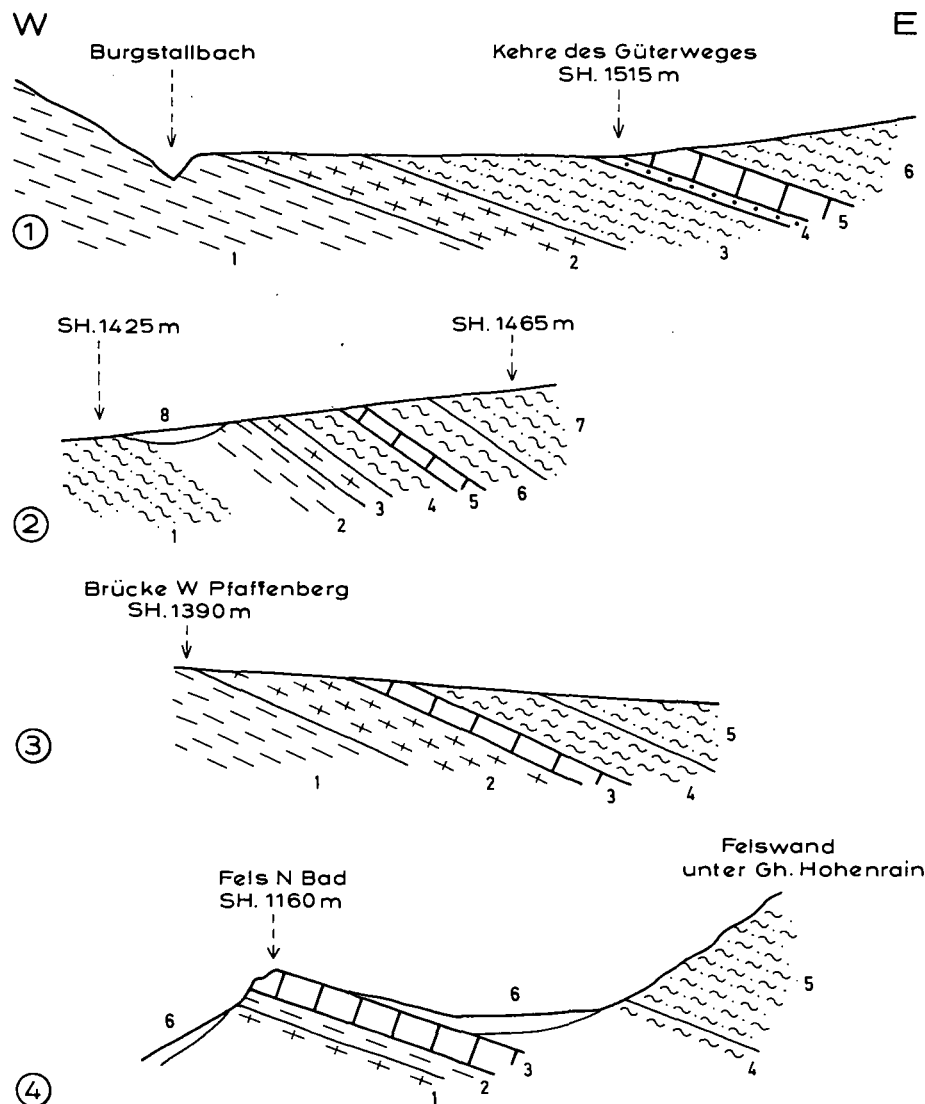 W
E
Burgstallbach
Kehre des Güterweges
SH. 1515 m
1
2
3
4
5
6
①
SH. 1425 m
SH. 1465 m
8
1
2
3
4
5
6
7
②
Brücke W Pfaffenberg
SH. 1390 m
1
2
3
4
5
③
Felswand
unter Gh. Hohenrain
Fels N Bad
SH. 1160 m
6
6
1
2
3
4
5
④